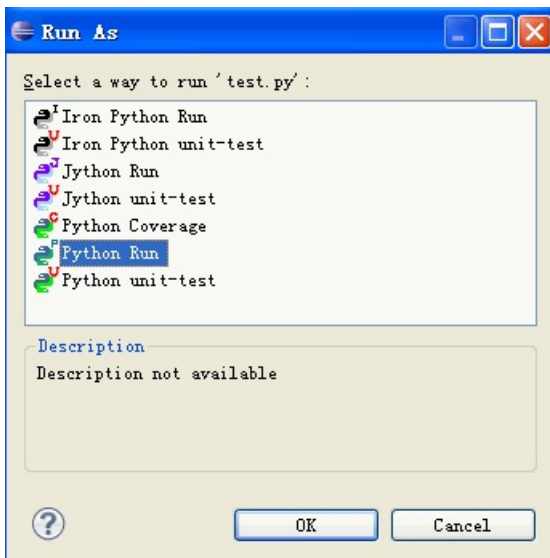 Run As
Select a way to run 'test.py':
Iron Python Run
Iron Python unit-test
Jython Run
Jython unit-test
Python Coverage
Python Run
Python unit-test
Description
Description not available
OK
Cancel